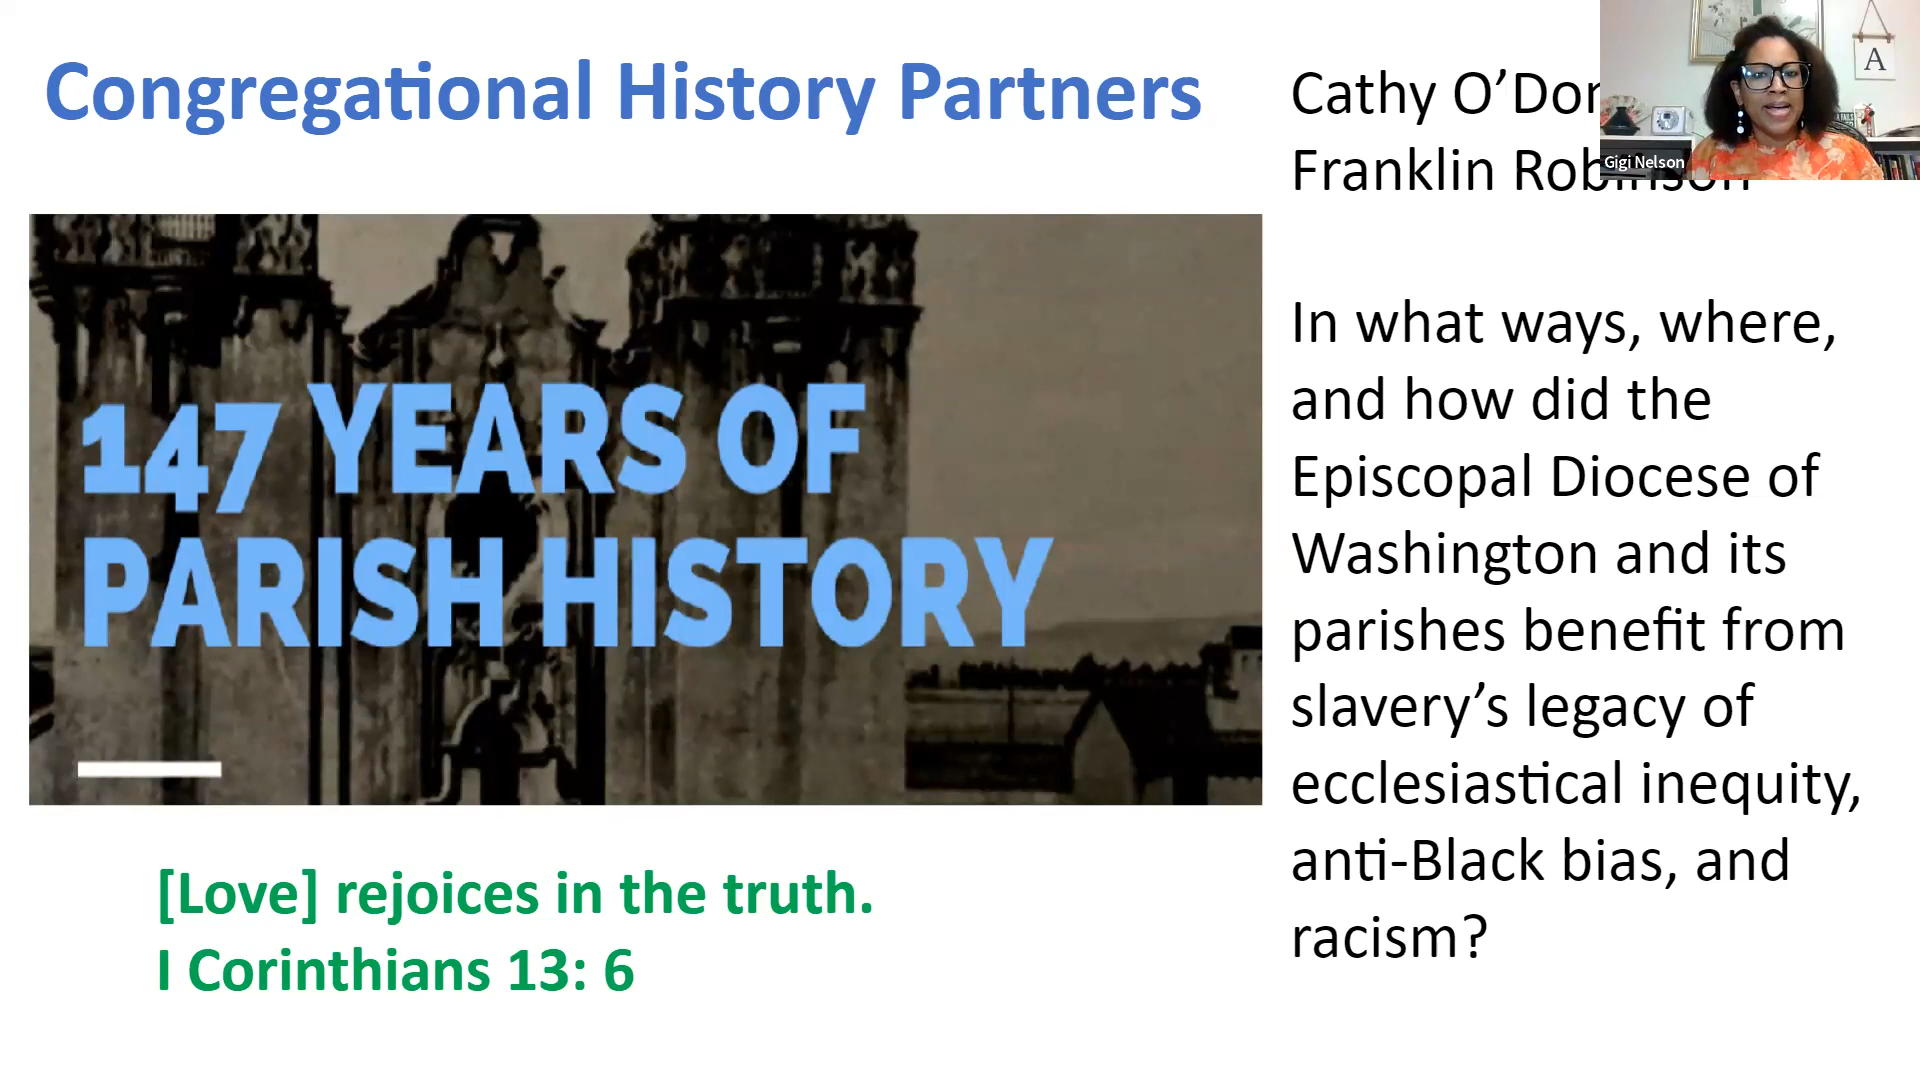 Congregational History Partners
147 YEARS OF
PARISH HISTORY
[Love] rejoices in the truth.
I Corinthians 13: 6
Cathy
Franklin Robinson
In what ways, where,
and how did the
Episcopal Diocese of
Washington and its
parishes benefit from
slavery’s legacy of
ecclesiastical inequity,
anti-Black bias, and
racism?
A
Gigi Nelson